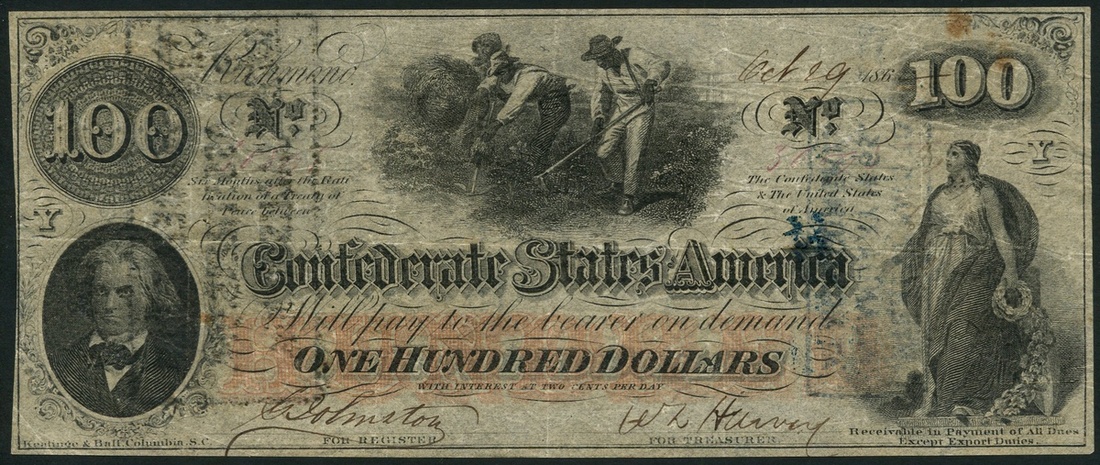 100
Richmond
Oct 29 186
100
No.
No.
Six Months after the Rati
fication of a Treaty of
Peace between
The Confederate States
& The United States
of America
Y
Y
Confederate States America
Will pay to the bearer on demand
ONE HUNDRED DOLLARS
WITH INTEREST AT TWO CENTS PER DAY
FOR REGISTER
FOR TREASURER
Keatinge & Ball, Columbia, S.C.
Receivable in Payment of All Dues
Except Export Duties.